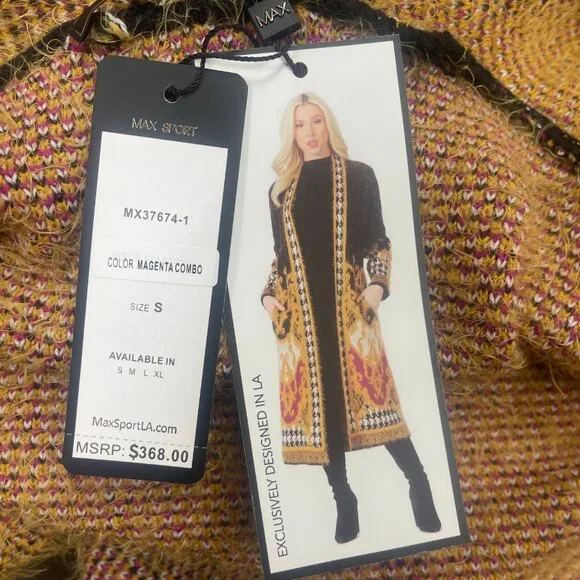 MAX
MAX SPORT
MX37674-1
COLOR MAGENTA COMBO
SIZE S
AVAILABLE IN
S M L XL
MaxSportLA.com
MSRP: $368.00
EXCLUSIVELY DESIGNED IN LA